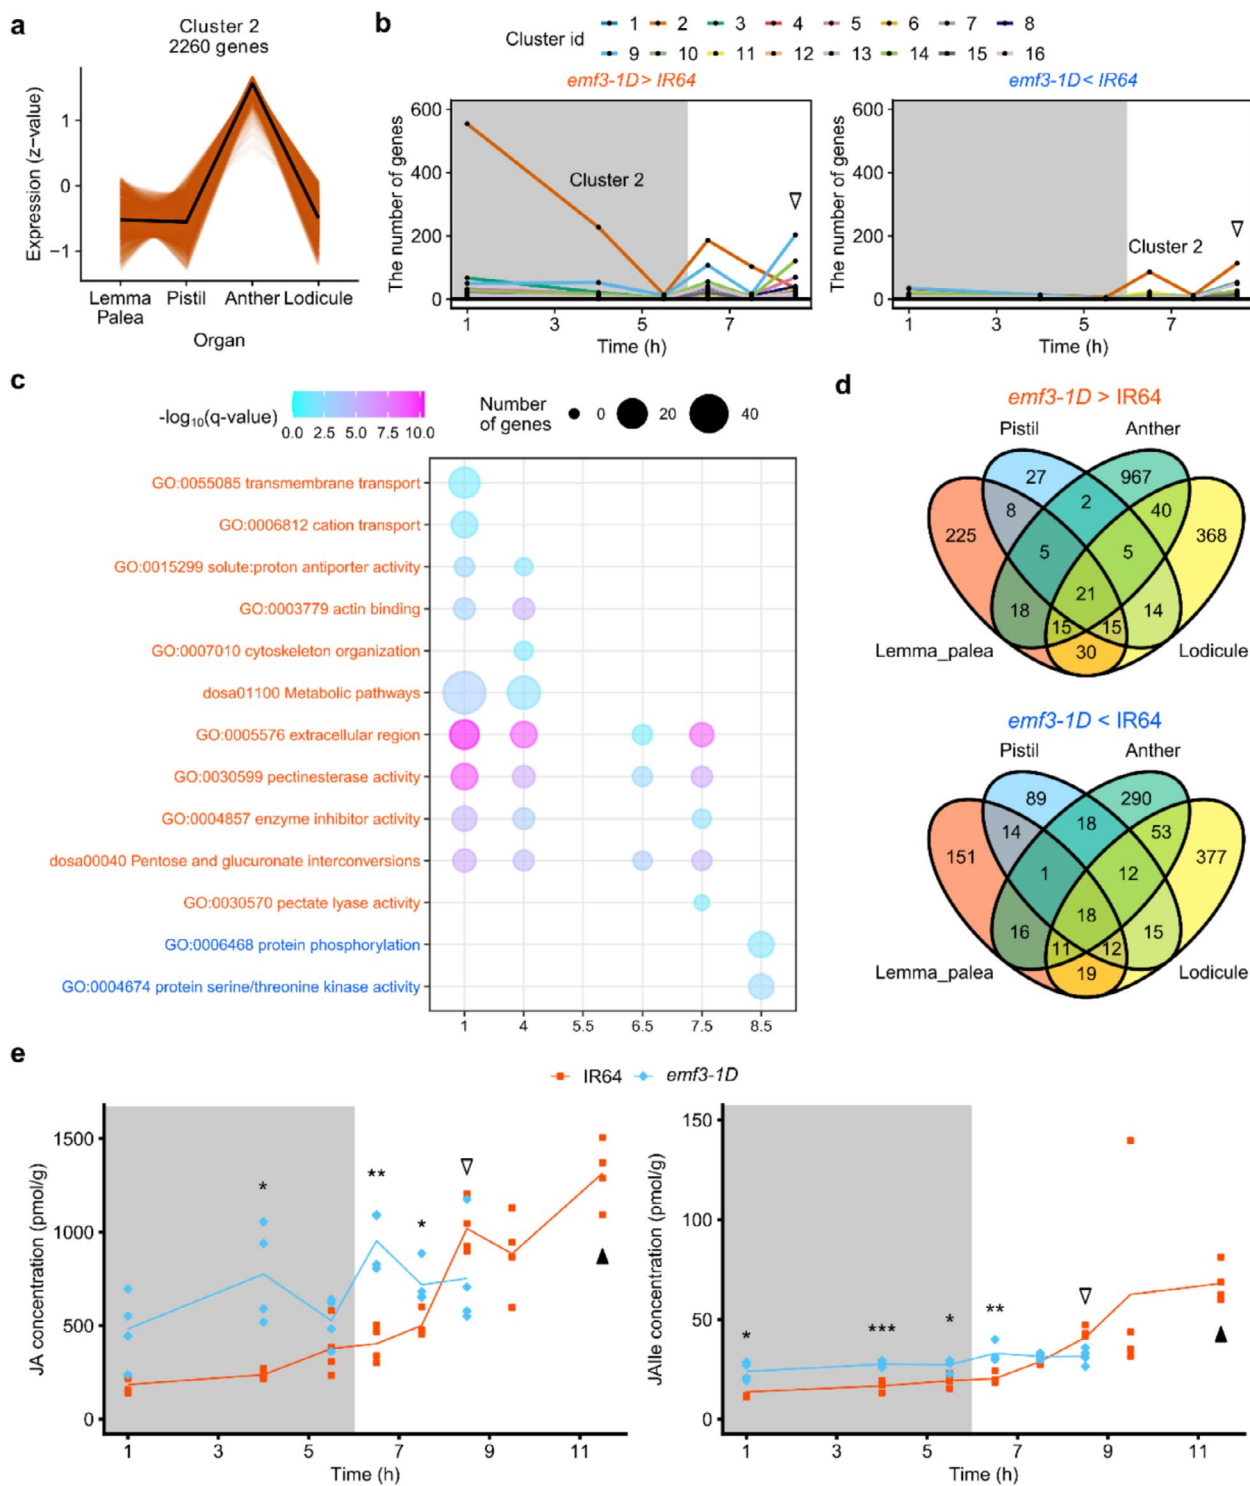 a
Cluster 2
2260 genes
Expression (z−value)
1
0
−1
Lemma Palea
Pistil
Anther
Lodicule
Organ
b
Cluster id
1 2 3 4 5 6 7 8
9 10 11 12 13 14 15 16
emf3-1D > IR64
The number of genes
600
400
200
0
Cluster 2
1 3 5 7
Time (h)
emf3-1D < IR64
The number of genes
600
400
200
0
Cluster 2
1 3 5 7
Time (h)
c
-log10(q-value)
0.0 2.5 5.0 7.5 10.0
Number of genes
0 20 40
GO:0055085 transmembrane transport
GO:0006812 cation transport
GO:0015299 solute:proton antiporter activity
GO:0003779 actin binding
GO:0007010 cytoskeleton organization
dosa01100 Metabolic pathways
GO:0005576 extracellular region
GO:0030599 pectinesterase activity
GO:0004857 enzyme inhibitor activity
dosa00040 Pentose and glucuronate interconversions
GO:0030570 pectate lyase activity
GO:0006468 protein phosphorylation
GO:0004674 protein serine/threonine kinase activity
1 4 5.5 6.5 7.5 8.5
d
emf3-1D > IR64
Pistil Anther
27 967
8 2 40
225 368
5 5
21
18 14
15 15
30
Lemma_palea Lodicule
emf3-1D < IR64
Pistil Anther
89 290
14 18 53
151 377
1 12
18
16 15
11 12
19
Lemma_palea Lodicule
e
IR64 emf3-1D
JA concentration (pmol/g)
1500
1000
500
0
* ** *
1 3 5 7 9 11
Time (h)
JAIle concentration (pmol/g)
150
100
50
0
* *** * **
1 3 5 7 9 11
Time (h)